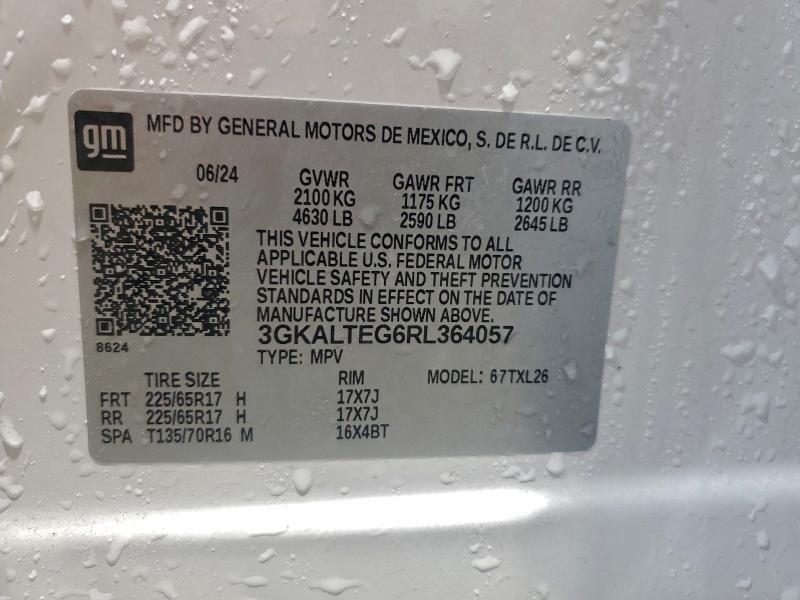 gm
MFD BY GENERAL MOTORS DE MEXICO, S. DE R.L. DE C.V.
06/24 GVWR GAWR FRT GAWR RR
2100 KG 1175 KG 1200 KG
4630 LB 2590 LB 2645 LB
THIS VEHICLE CONFORMS TO ALL
APPLICABLE U.S. FEDERAL MOTOR
VEHICLE SAFETY AND THEFT PREVENTION
STANDARDS IN EFFECT ON THE DATE OF
MANUFACTURE SHOWN ABOVE.
3GKALTEG6RL364057
8624
TYPE: MPV
TIRE SIZE RIM MODEL: 67TXL26
FRT 225/65R17 H 17X7J
RR 225/65R17 H 17X7J
SPA T135/70R16 M 16X4BT